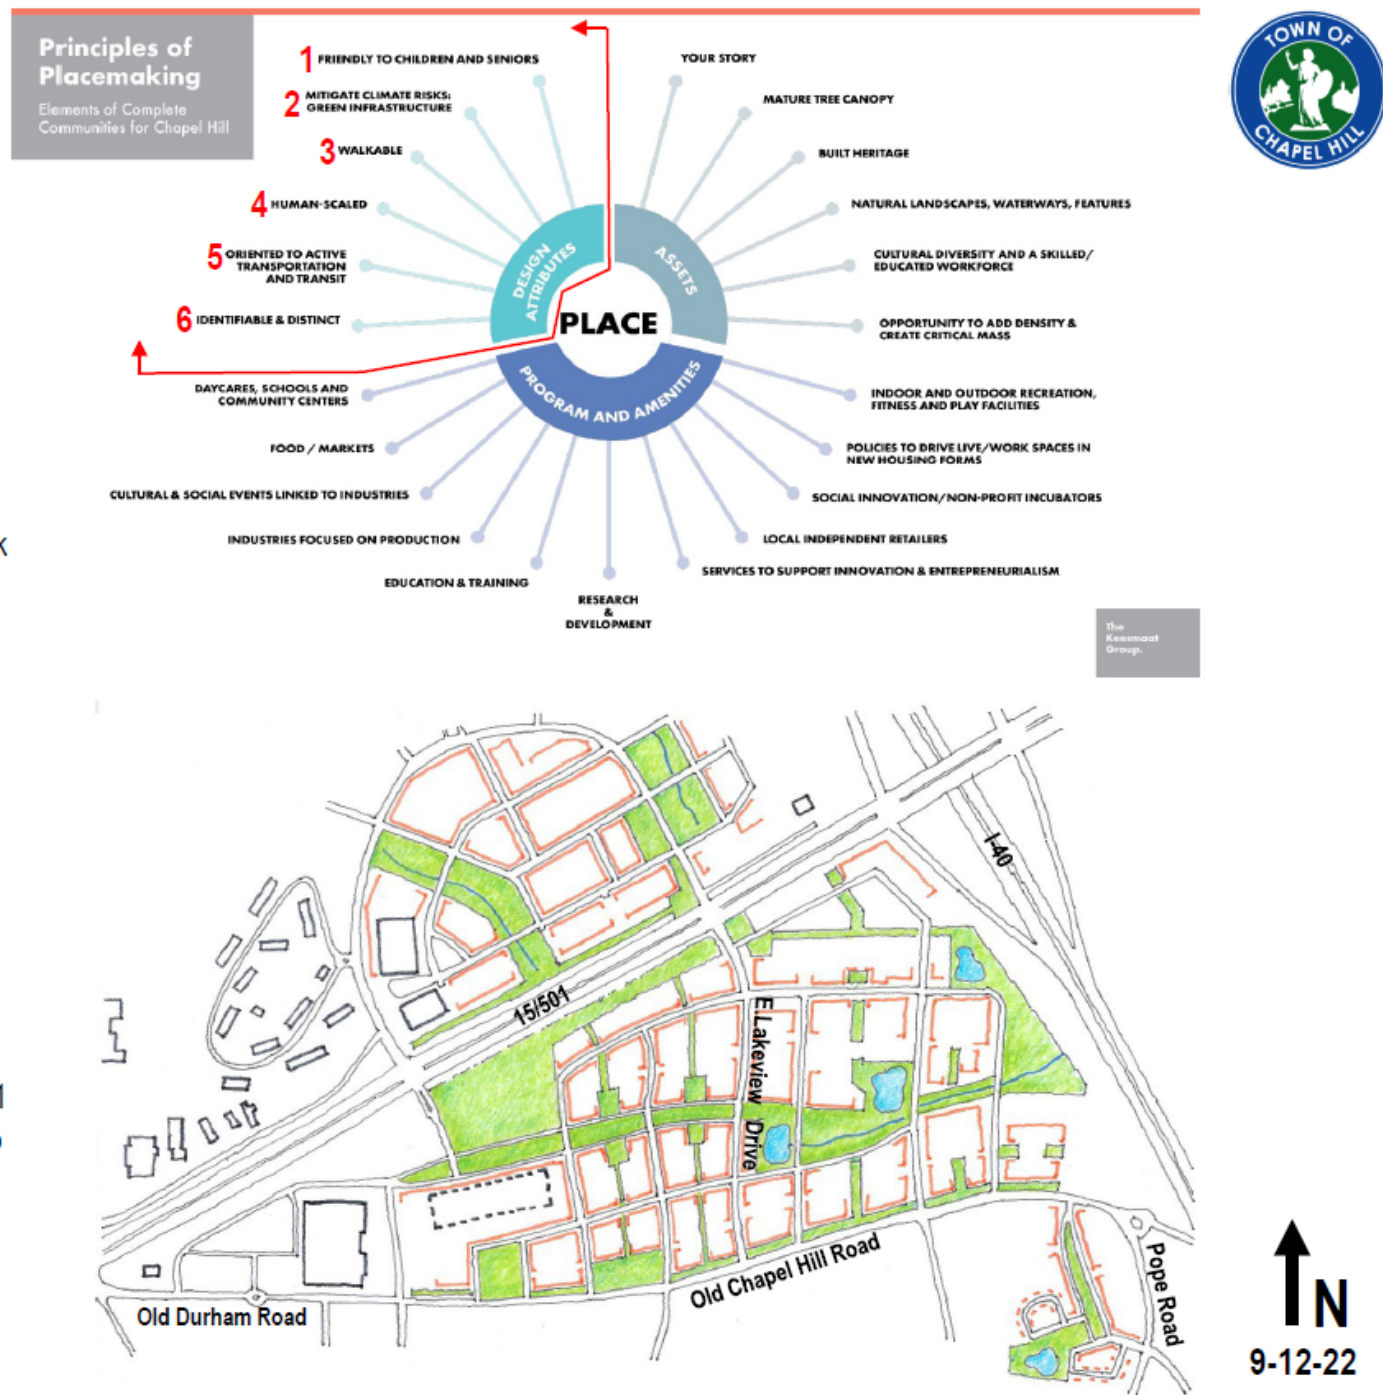 Principles of
Placemaking
Elements of Complete
Communities for Chapel Hill
TOWN OF
CHAPEL HILL
1 FRIENDLY TO CHILDREN AND SENIORS
2 MITIGATE CLIMATE RISKS:
GREEN INFRASTRUCTURE
3 WALKABLE
4 HUMAN-SCALED
5 ORIENTED TO ACTIVE
TRANSPORTATION
AND TRANSIT
6 IDENTIFIABLE & DISTINCT
YOUR STORY
MATURE TREE CANOPY
BUILT HERITAGE
NATURAL LANDSCAPES, WATERWAYS, FEATURES
CULTURAL DIVERSITY AND A SKILLED/
EDUCATED WORKFORCE
OPPORTUNITY TO ADD DENSITY &
CREATE CRITICAL MASS
DESIGN
ATTRIBUTES
ASSETS
PLACE
PROGRAM AND AMENITIES
DAYCARES, SCHOOLS AND
COMMUNITY CENTERS
FOOD / MARKETS
CULTURAL & SOCIAL EVENTS LINKED TO INDUSTRIES
INDUSTRIES FOCUSED ON PRODUCTION
EDUCATION & TRAINING
RESEARCH
&
DEVELOPMENT
INDOOR AND OUTDOOR RECREATION,
FITNESS AND PLAY FACILITIES
POLICIES TO DRIVE LIVE/WORK SPACES IN
NEW HOUSING FORMS
SOCIAL INNOVATION/NON-PROFIT INCUBATORS
LOCAL INDEPENDENT RETAILERS
SERVICES TO SUPPORT INNOVATION & ENTREPRENEURIALISM
The
Keesmaat
Group.
I-40
15/501
E.Lakeview Drive
Old Chapel Hill Road
Old Durham Road
Pope Road
N
9-12-22